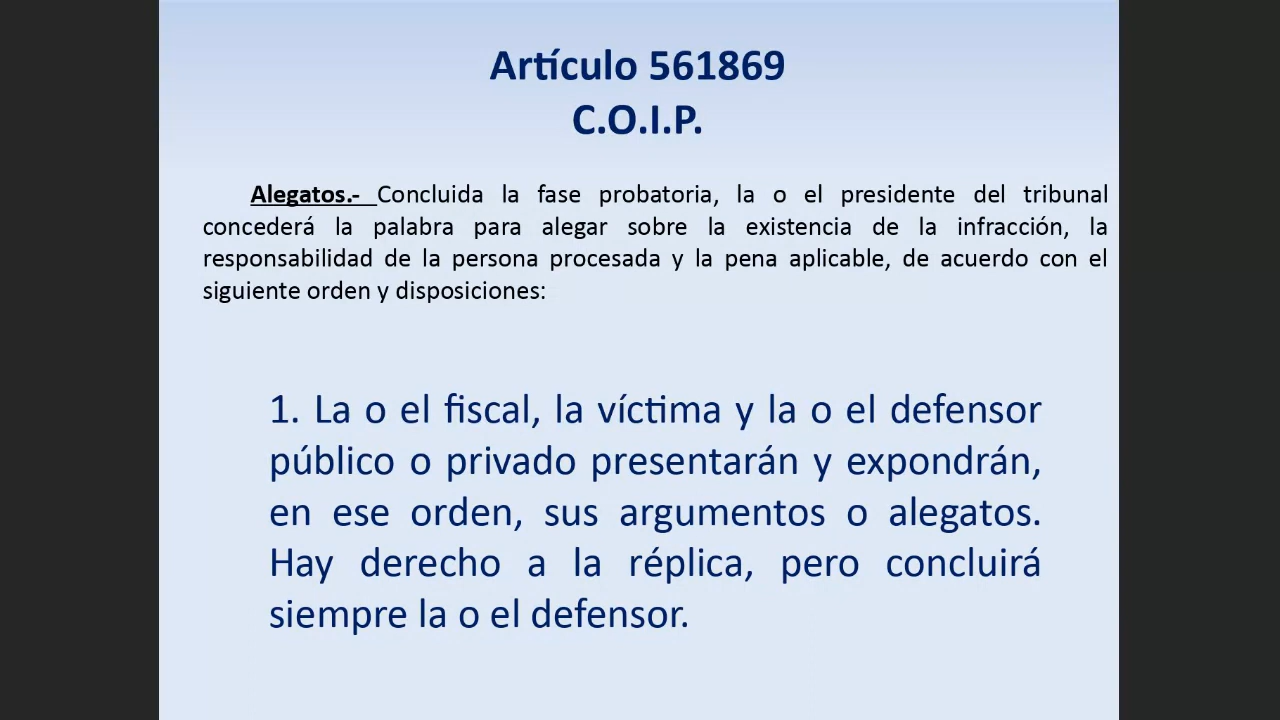 Artículo 561869
C.O.I.P.
Alegatos.- Concluida la fase probatoria, la o el presidente del tribunal
concederá la palabra para alegar sobre la existencia de la infracción, la
responsabilidad de la persona procesada y la pena aplicable, de acuerdo con el
siguiente orden y disposiciones:
1. La o el fiscal, la víctima y la o el defensor
público o privado presentarán y expondrán,
en ese orden, sus argumentos o alegatos.
Hay derecho a la réplica, pero concluirá
siempre la o el defensor.